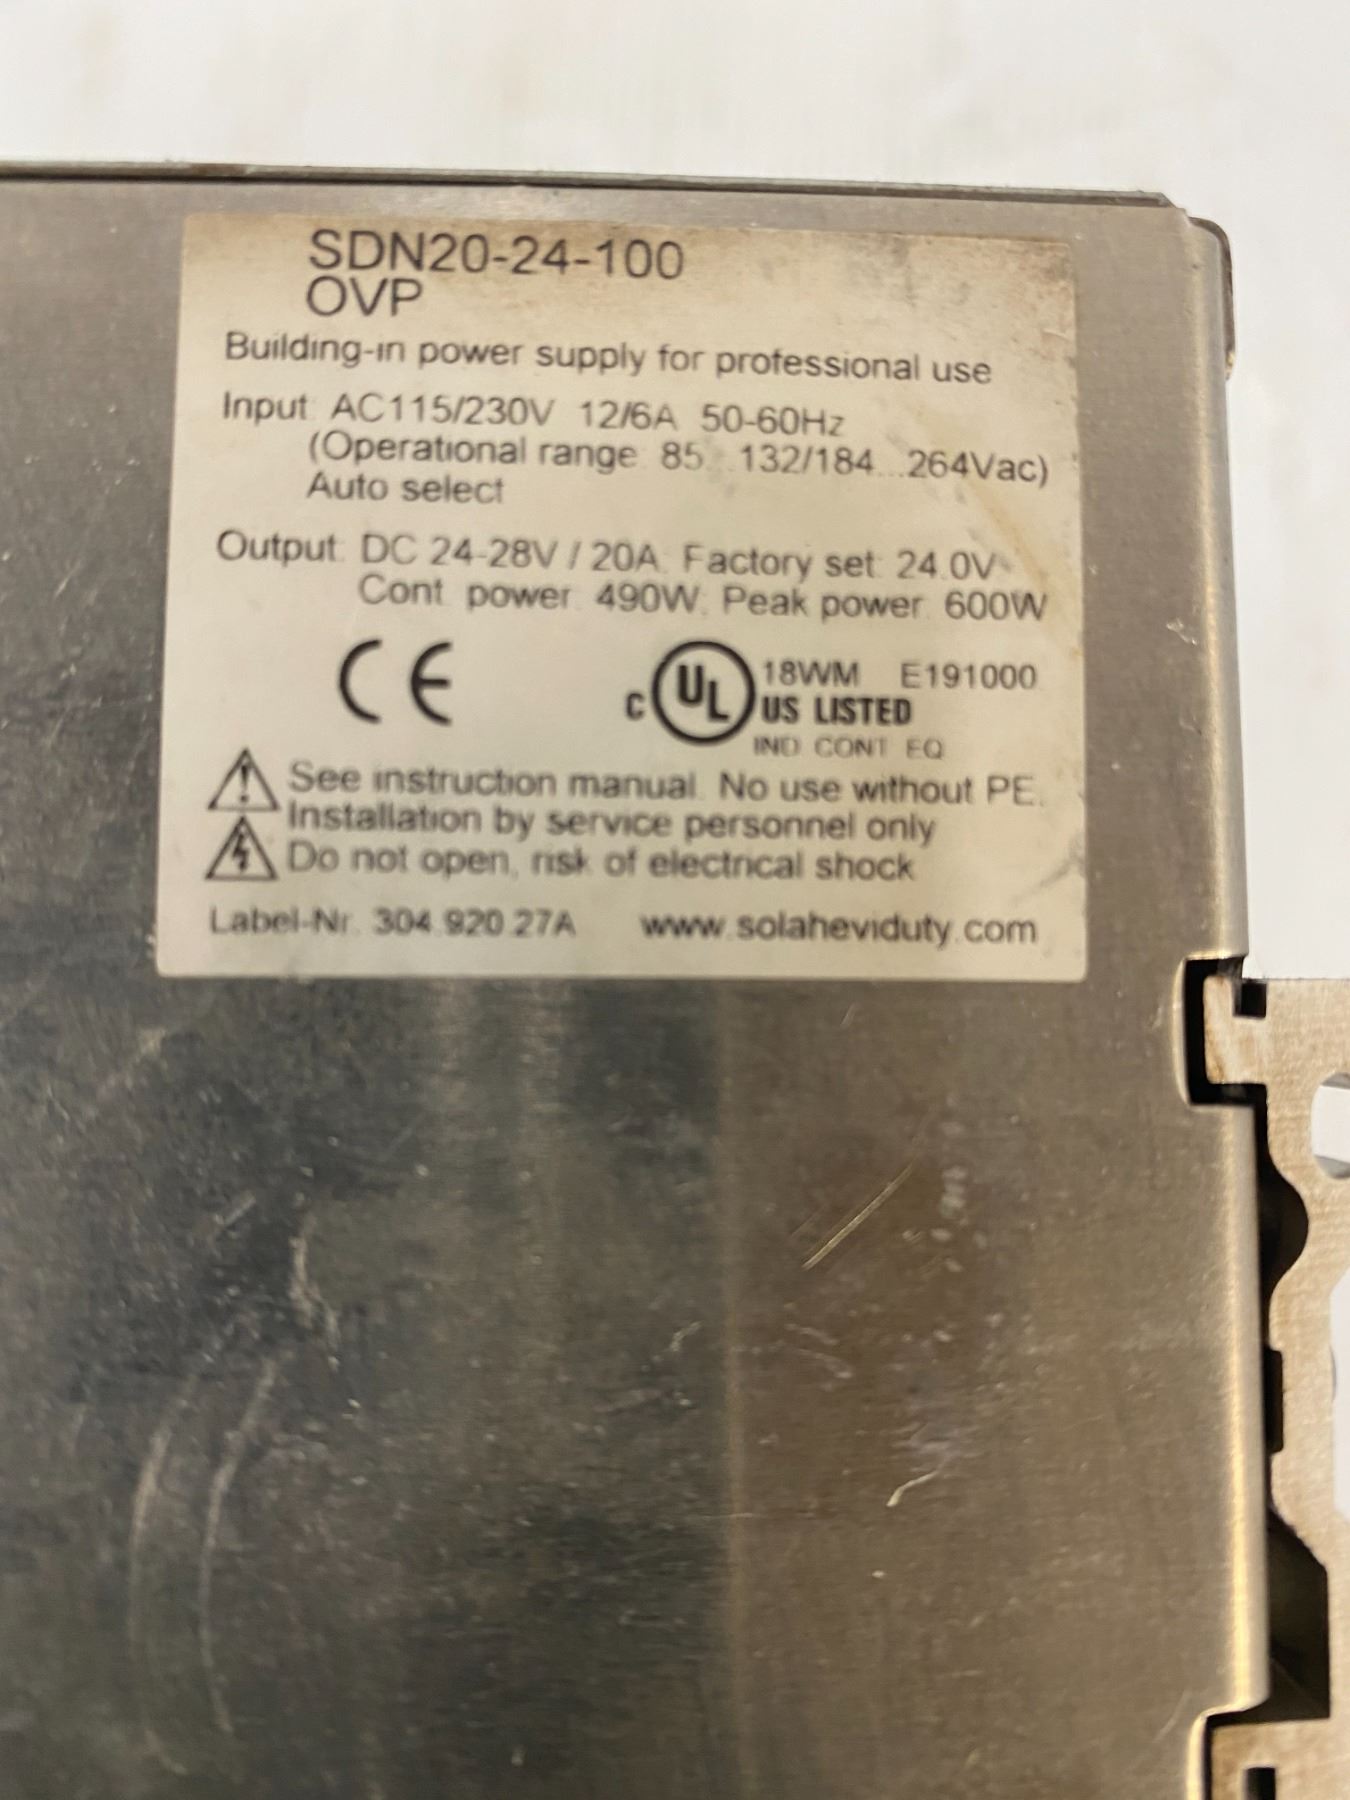 SDN20-24-100
OVP
Building-in power supply for professional use
Input: AC115/230V 12/6A 50-60Hz
(Operational range: 85...132/184...264Vac)
Auto select
Output: DC 24-28V / 20A. Factory set: 24.0V
Cont. power: 490W; Peak power: 600W
CE
C UL US LISTED 18WM E191000
IND. CONT. EQ.
See instruction manual. No use without PE.
Installation by service personnel only
Do not open, risk of electrical shock
Label-Nr. 304.920.27A www.solaheviduty.com